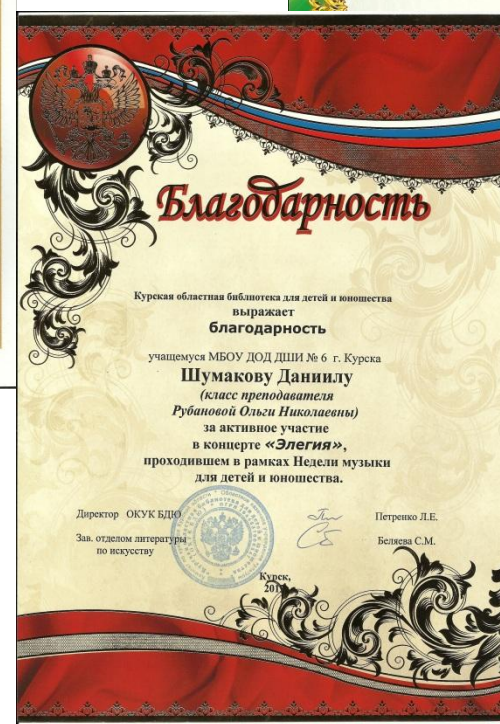 Благодарность
Курская областная библиотека для детей и юношества
выражает
благодарность
учащемуся МБОУ ДОД ДШИ № 6 г. Курска
Шумакову Даниилу
(класс преподавателя
Рубановой Ольги Николаевны)
за активное участие
в концерте «Элегия»,
проходившем в рамках Недели музыки
для детей и юношества.
Директор ОКУК БДЮ Петренко Л.Е.
Зав. отделом литературы Беляева С.М.
по искусству
Курск,